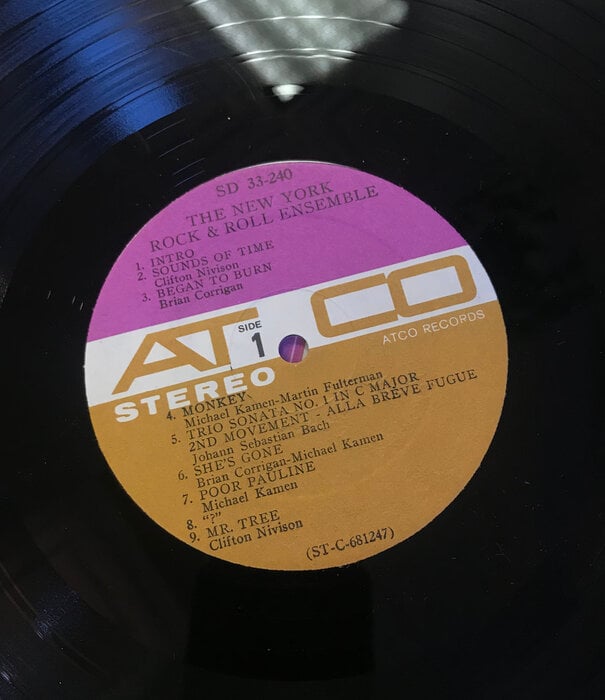 SD 33-240
THE NEW YORK
ROCK & ROLL ENSEMBLE
1. INTRO
2. SOUNDS OF TIME
Clifton Nivison
3. BEGAN TO BURN
Brian Corrigan
ATCO
SIDE
1
ATCO RECORDS
STEREO
4. MONKEY
Michael Kamen-Martin Fulterman
5. TRIO SONATA NO. 1 IN C MAJOR
2ND MOVEMENT - ALLA BREVE FUGUE
Johann Sebastian Bach
6. SHE'S GONE
Brian Corrigan-Michael Kamen
7. POOR PAULINE
Michael Kamen
8. "?"
9. MR. TREE
Clifton Nivison
(ST-C-681247)